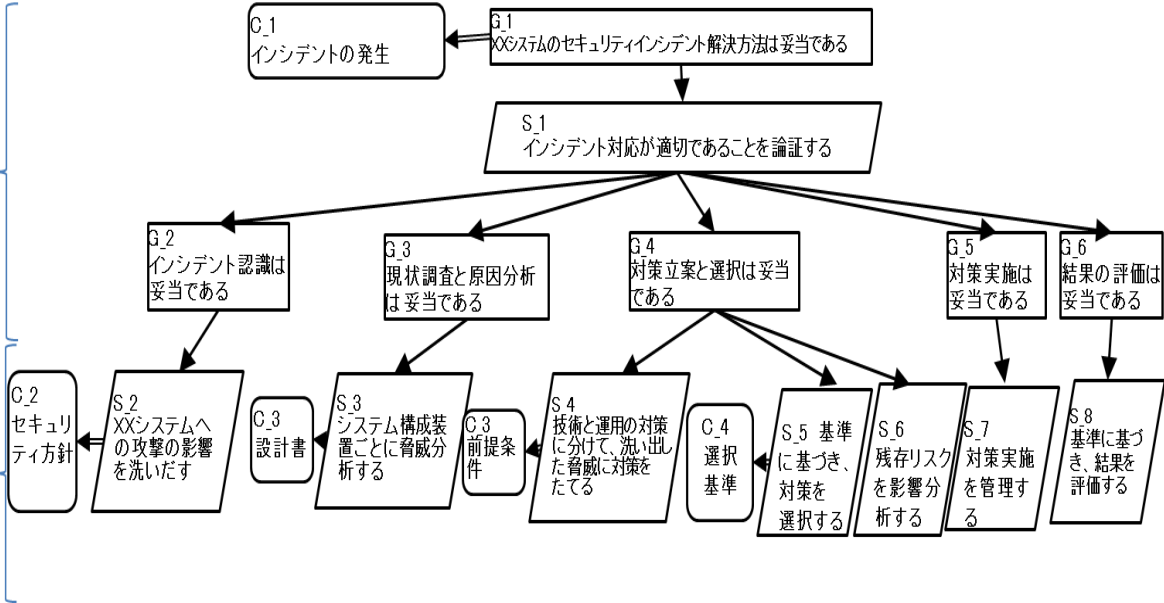 C_1
インシデントの発生
G_1
XXシステムのセキュリティインシデント解決方法は妥当である
S_1
インシデント対応が適切であることを論証する
G_2
インシデント認識は
妥当である
G_3
現状調査と原因分析
は妥当である
G_4
対策立案と選択は妥当
である
G_5
対策実施は
妥当である
G_6
結果の評価は
妥当である
C_2
セキュリ
ティ方針
S_2
XXシステムへ
の攻撃の影響
を洗いだす
C_3
設計書
S_3
システム構成装
置ごとに脅威分
析する
C_3
前提条
件
S_4
技術と運用の対策
に分けて、洗い出し
た脅威に対策を
たてる
C_4
選択
基準
S_5 基準
に基づき、
対策を
選択する
S_6
残存リスク
を影響分
析する
S_7
対策実施
を管理す
る
S_8
基準に基づ
き、結果を
評価する